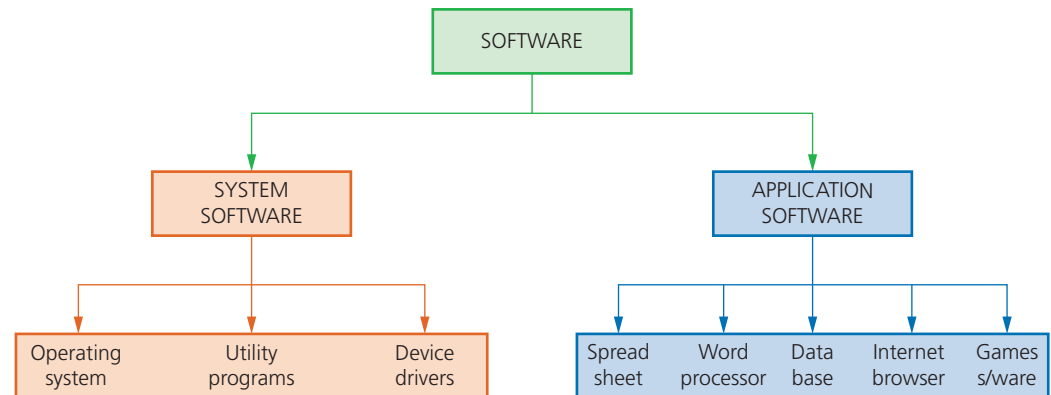 SOFTWARE
SYSTEM
SOFTWARE
APPLICATION
SOFTWARE
Operating
system
Utility
programs
Device
drivers
Spread
sheet
Word
processor
Data
base
Internet
browser
Games
s/ware